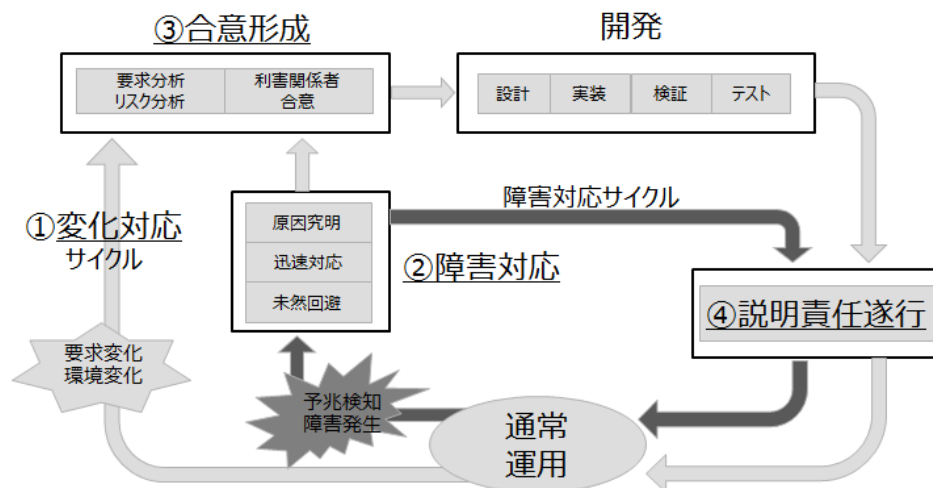 ③合意形成
開発
要求分析
リスク分析
利害関係者
合意
設計
実装
検証
テスト
障害対応サイクル
原因究明
迅速対応
未然回避
①変化対応
サイクル
②障害対応
④説明責任遂行
要求変化
環境変化
予兆検知
障害発生
通常
運用